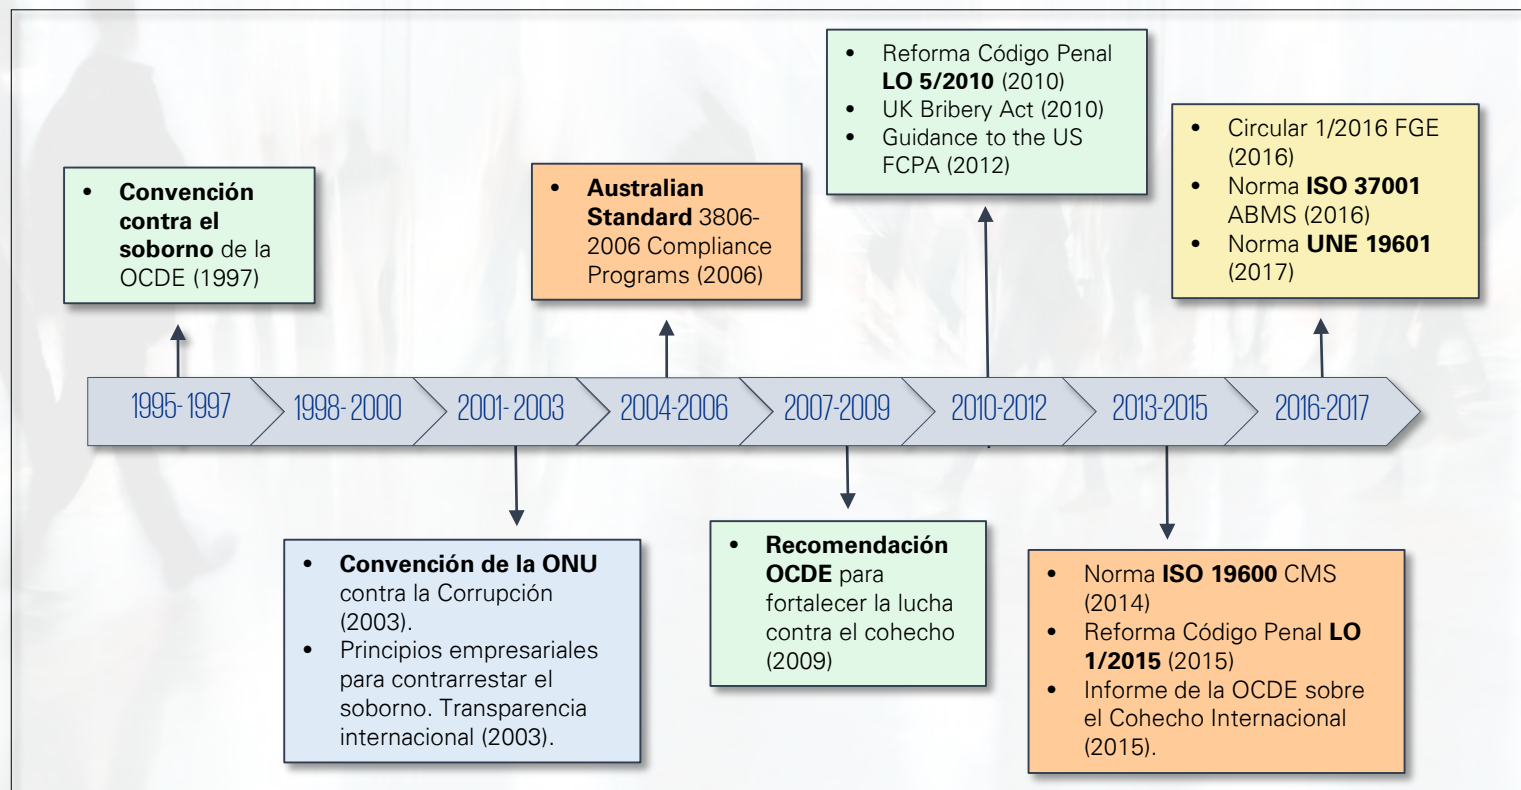 • Reforma Código Penal
LO 5/2010 (2010)
• UK Bribery Act (2010)
• Guidance to the US
FCPA (2012)
• Circular 1/2016 FGE
(2016)
• Norma ISO 37001
ABMS (2016)
• Norma UNE 19601
(2017)
• Convención
contra el
soborno de la
OCDE (1997)
• Australian
Standard 3806-
2006 Compliance
Programs (2006)
1995-1997
1998-2000
2001-2003
2004-2006
2007-2009
2010-2012
2013-2015
2016-2017
• Convención de la ONU
contra la Corrupción
(2003).
• Principios empresariales
para contrarrestar el
soborno. Transparencia
internacional (2003).
• Recomendación
OCDE para
fortalecer la lucha
contra el cohecho
(2009)
• Norma ISO 19600 CMS
(2014)
• Reforma Código Penal LO
1/2015 (2015)
• Informe de la OCDE sobre
el Cohecho Internacional
(2015).